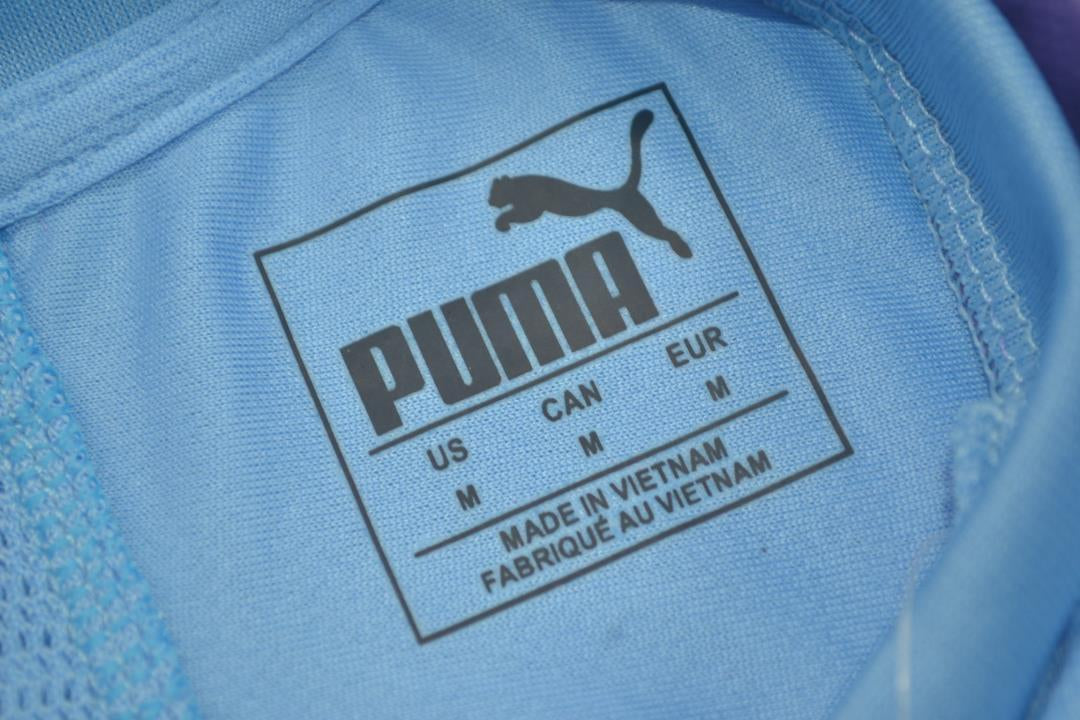 PUMA
US CAN EUR
M M M
MADE IN VIETNAM
FABRIQUÉ AU VIETNAM